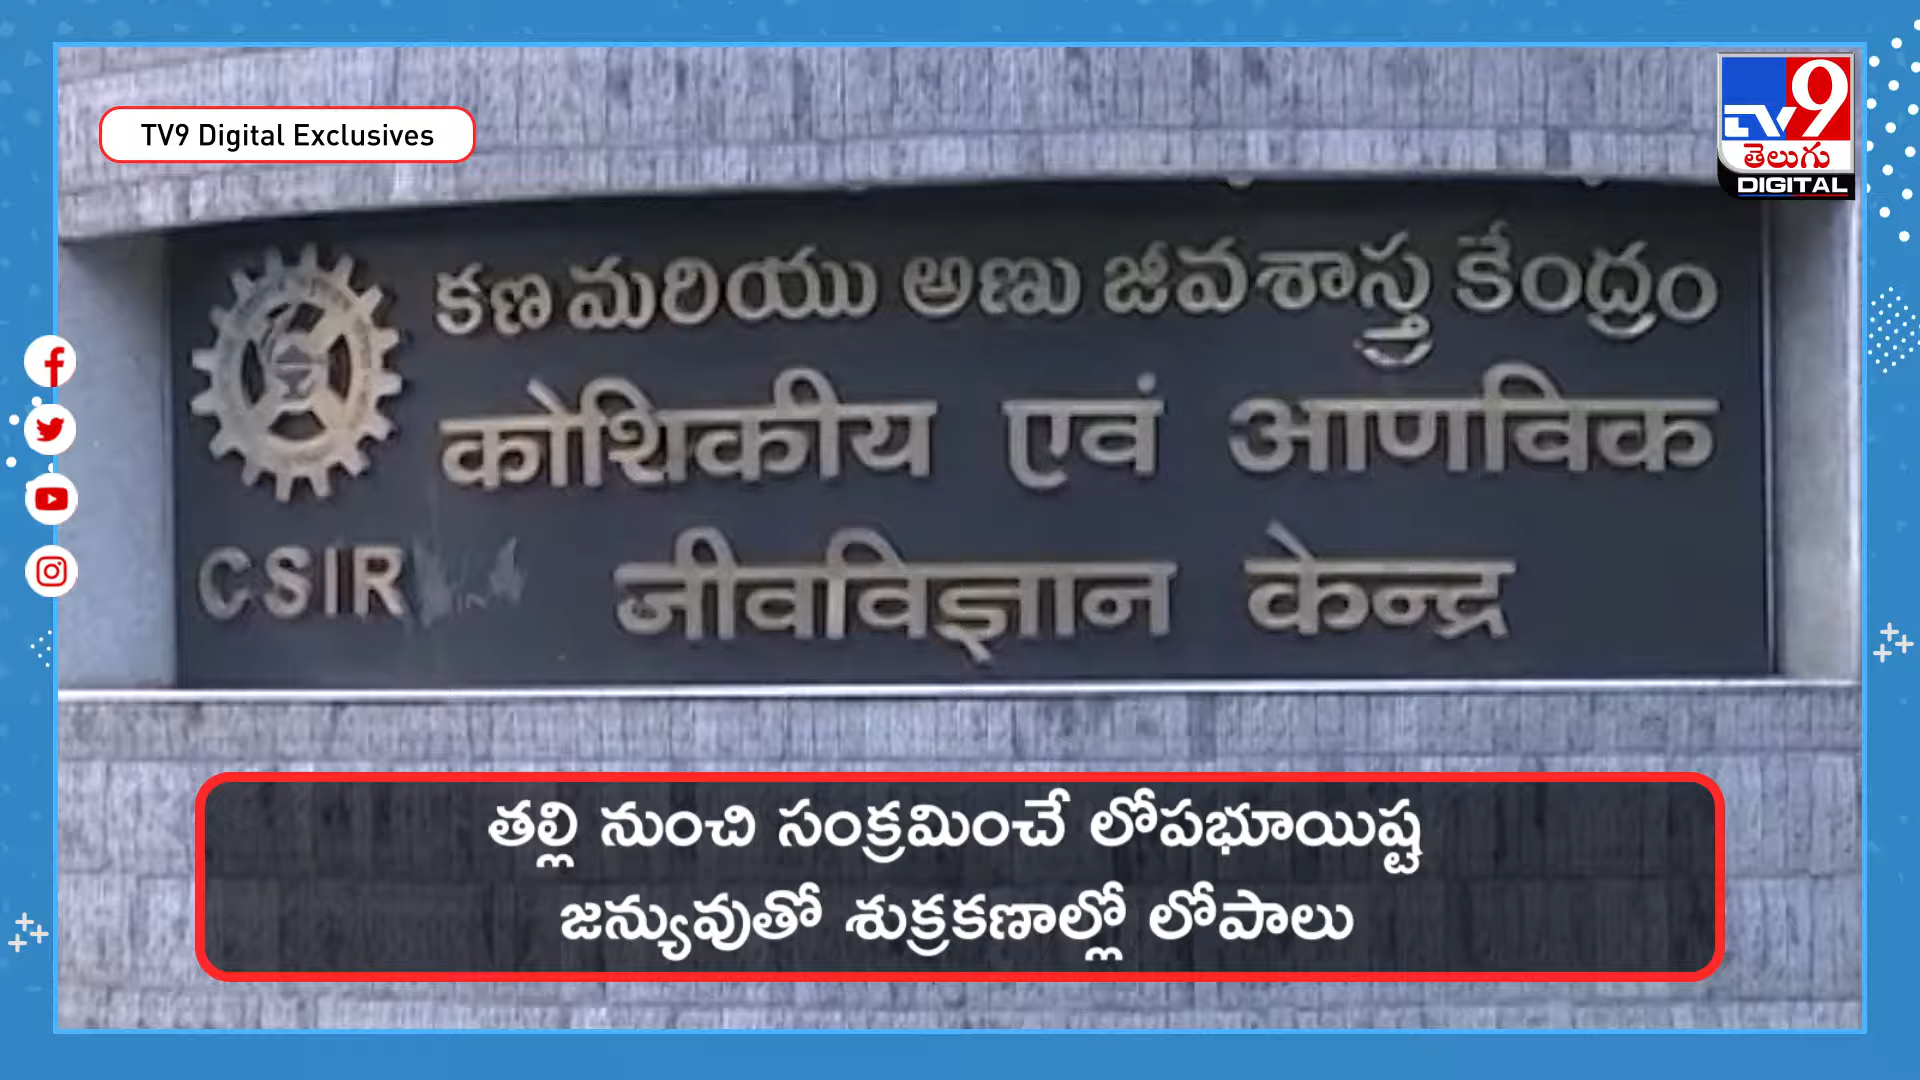 TV9 Digital Exclusives
TV9
తెలుగు
DIGITAL
కణ మరియు అణు జీవశాస్త్ర కేంద్రం
कोशिकीय एवं आणविक
CSIR
जीवविज्ञान केन्द्र
తల్లి నుంచి సంక్రమించే లోపభూయిష్ట
జన్యువుతో శుక్రకణాల్లో లోపాలు